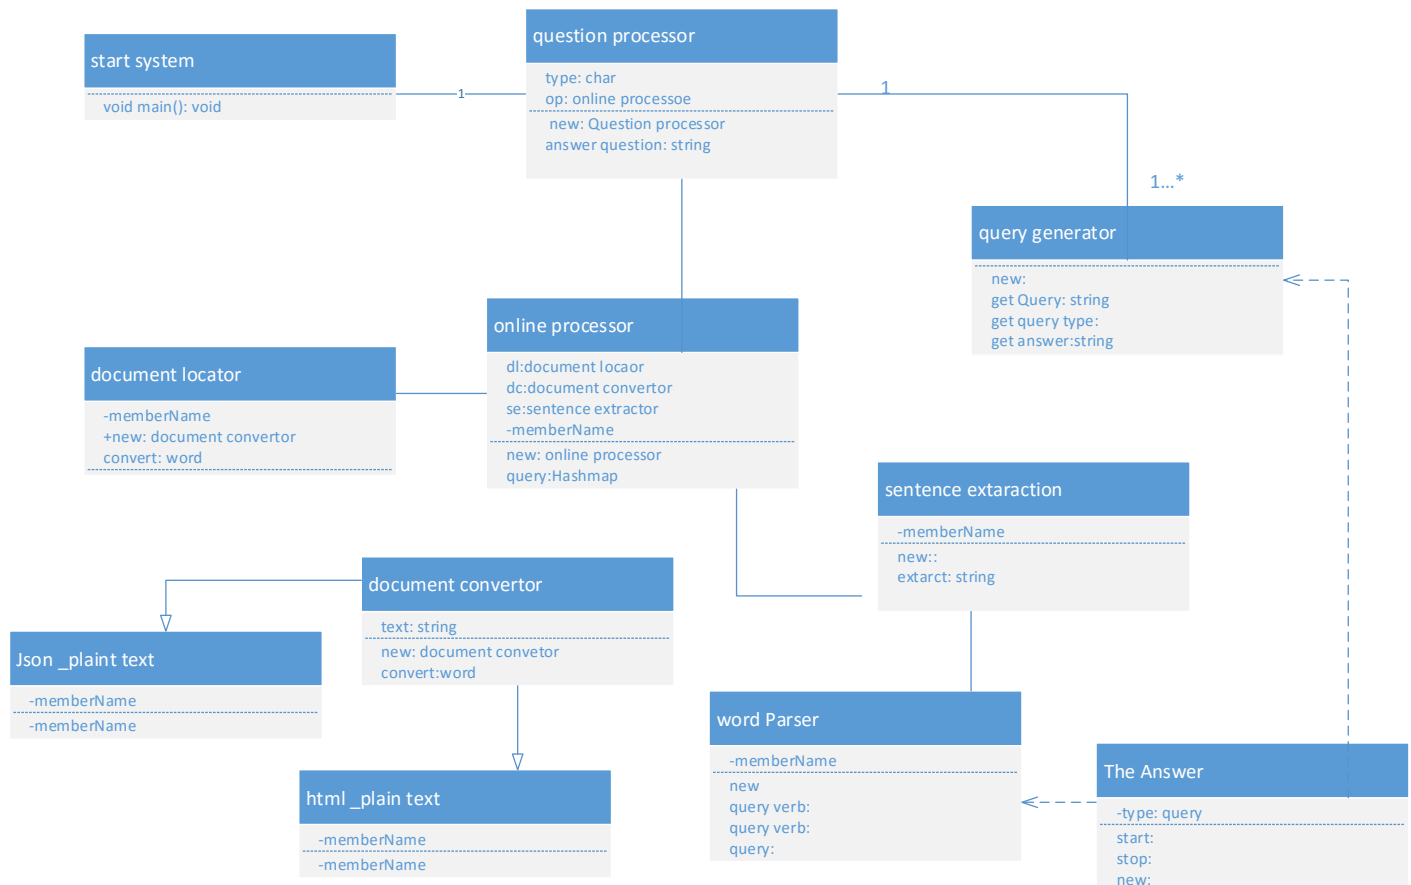 start system
void main(): void
1
question processor
type: char
op: online processoe
new: Question processor
answer question: string
1
1...*
query generator
new:
get Query: string
get query type:
get answer:string
online processor
dl:document locaor
dc:document convertor
se:sentence extractor
-memberName
new: online processor
query:Hashmap
document locator
-memberName
+new: document convertor
convert: word
sentence extaraction
-memberName
new::
extarct: string
document convertor
text: string
new: document convetor
convert:word
Json _plaint text
-memberName
-memberName
html _plain text
-memberName
-memberName
word Parser
-memberName
new
query verb:
query verb:
query:
The Answer
-type: query
start:
stop:
new: